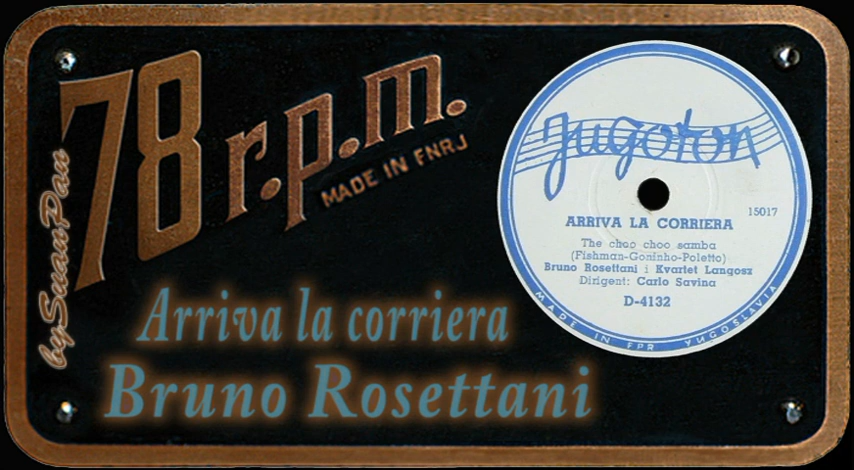 78 r.p.m.
MADE IN FNRJ
bySwanPan
Arriva la corriera
Bruno Rosettani
Jugoton
15017
ARRIVA LA CORRIERA
The choo choo samba
(Fishman-Goninho-Poletto)
Bruno Rosettani i Kvartet Langosz
Dirigent: Carlo Savina
D-4132
MADE IN FPR YUGOSLAVIA